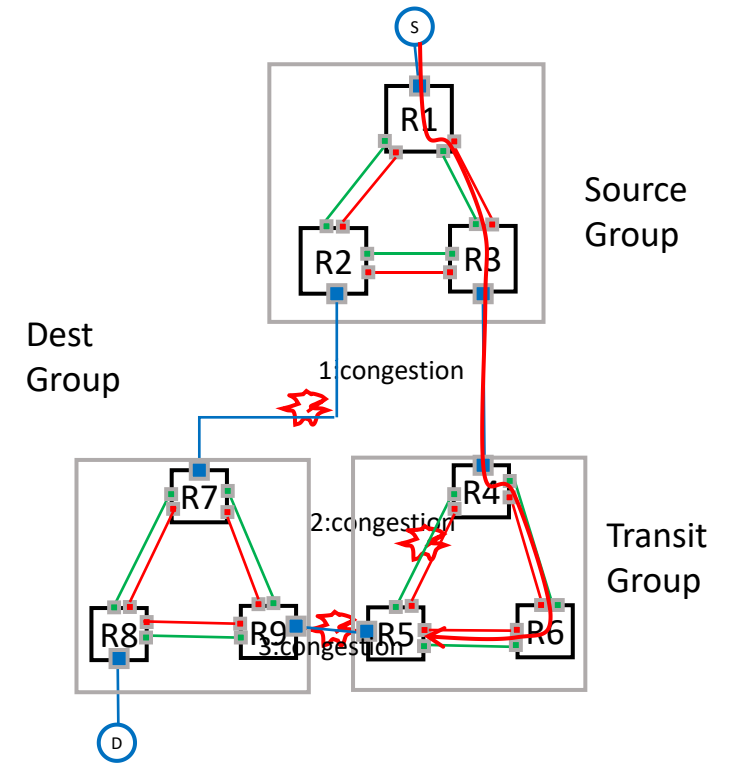 S
R1
Source
Group
R2
R3
Dest
Group
1:congestion
R7
R4
2:congestion
Transit
Group
R8
R9
R5
R6
3:congestion
D